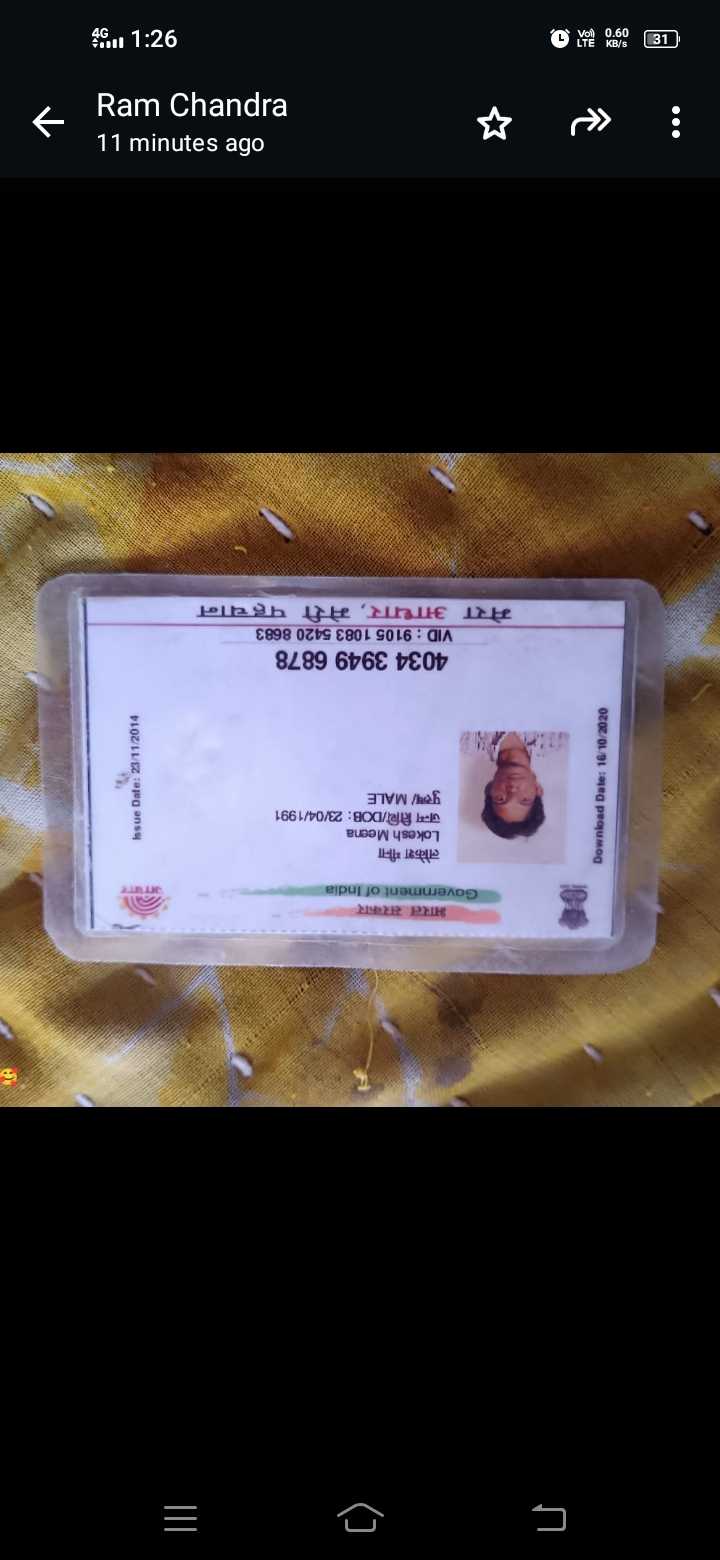 4G 1:26 Vo) LTE 0.60 KB/s 31
Ram Chandra
11 minutes ago
भारत सरकार
Government of India
आधार
लोकेश मीना
Lokesh Meena
जन्म तिथि/DOB: 23/04/1991
पुरुष/ MALE
Download Date: 16/10/2020
Issue Date: 23/11/2014
4034 3949 6878
VID : 9105 1083 5420 8683
मेरा आधार, मेरी पहचान